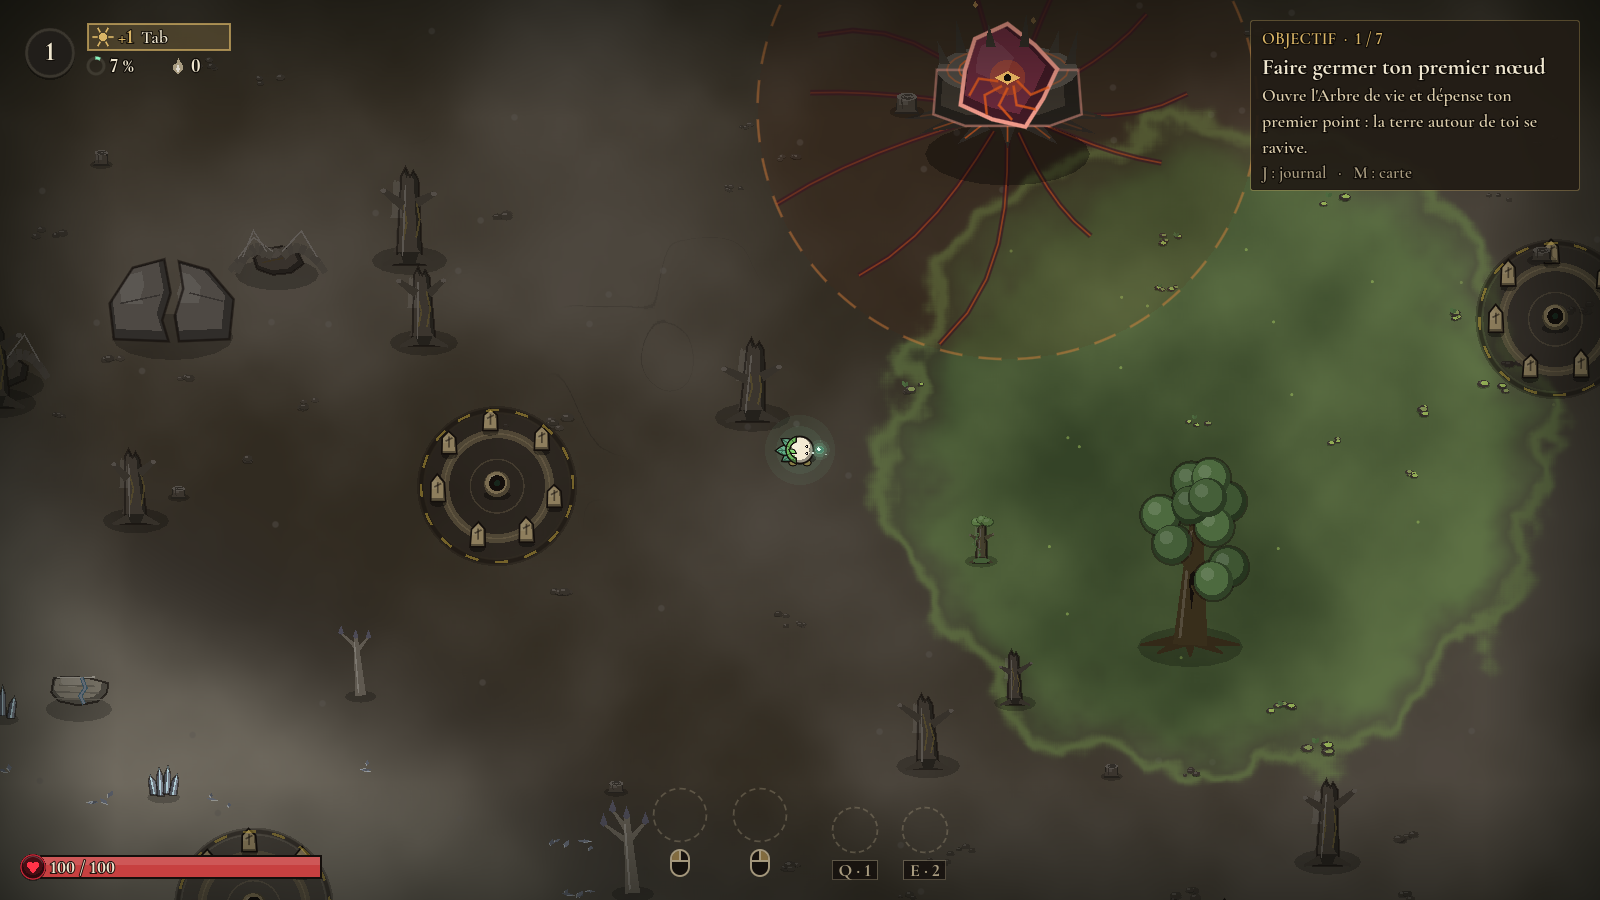 1
+1 Tab
7 %
0
OBJECTIF · 1 / 7
Faire germer ton premier nœud
Ouvre l'Arbre de vie et dépense ton
premier point : la terre autour de toi se
ravive.
J : journal · M : carte
100 / 100
Q · 1
E · 2